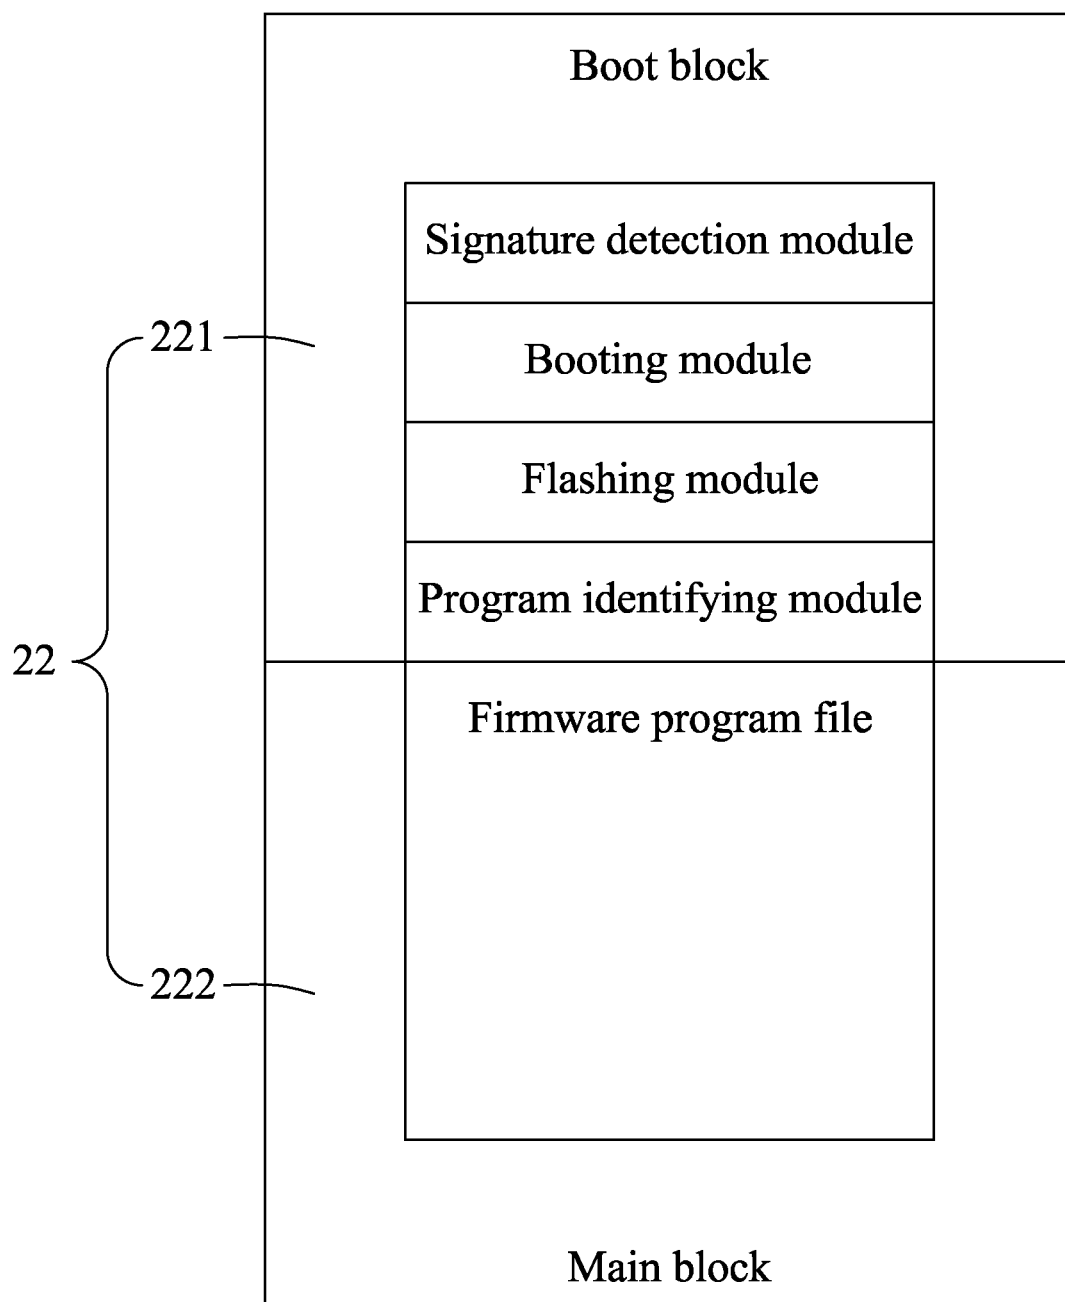 Boot block
Signature detection module
221
Booting module
Flashing module
Program identifying module
22
Firmware program file
222
Main block